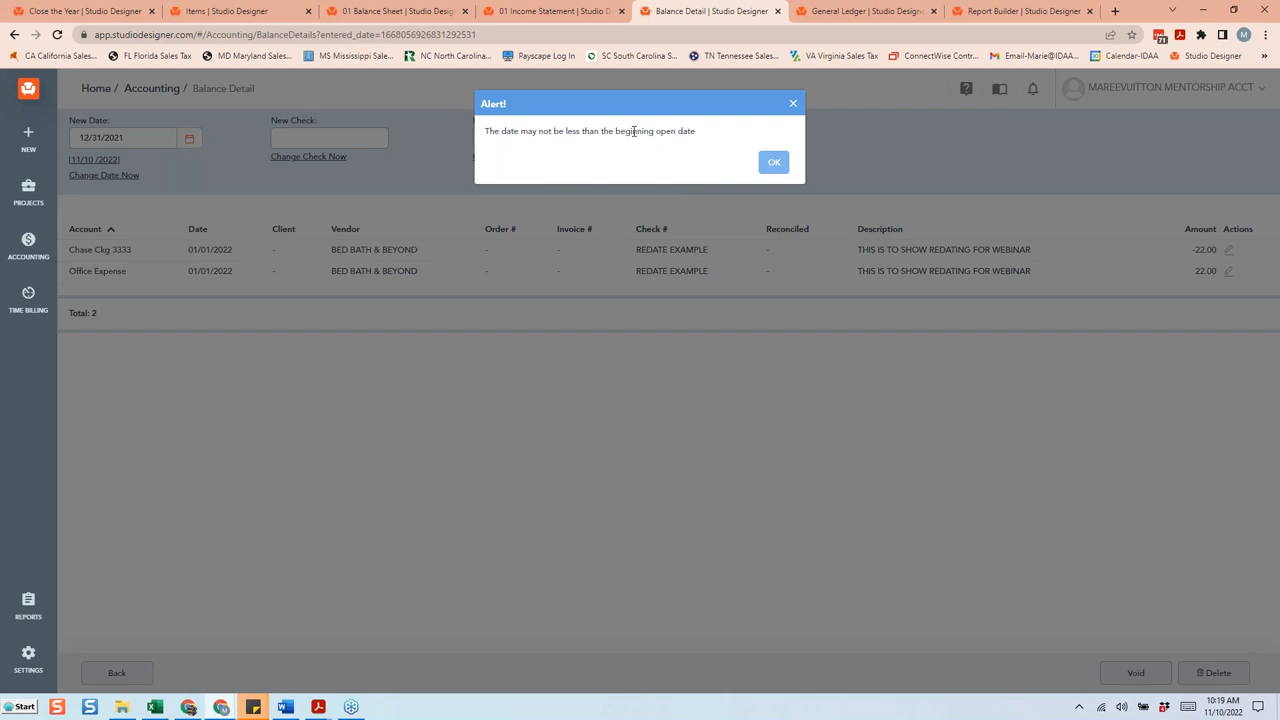 Close the Year | Studio Designer
Items | Studio Designer
01 Balance Sheet | Studio Desig
01 Income Statement | Studio D
Balance Detail | Studio Designer
General Ledger | Studio Designe
Report Builder | Studio Designer
app.studiodesigner.com/#/Accounting/BalanceDetails?entered_date=1668056926831292531
CA California Sales...
FL Florida Sales Tax
MD Maryland Sales...
MS Mississippi Sale...
NC North Carolina...
Payscape Log In
SC South Carolina S...
TN Tennessee Sales...
VA Virginia Sales Tax
ConnectWise Contr...
Email-Marie@IDAA...
Calendar-IDAA
Studio Designer
Home / Accounting / Balance Detail
MAREEVUITTON MENTORSHIP ACCT
Alert!
The date may not be less than the beginning open date
OK
New Date:
New Check:
12/31/2021
[11/10 /2022]
Change Date Now
Change Check Now
NEW
PROJECTS
ACCOUNTING
TIME BILLING
REPORTS
SETTINGS
Account Date Client Vendor Order # Invoice # Check # Reconciled Description Amount Actions
Chase Ckg 3333 01/01/2022 - BED BATH & BEYOND - - REDATE EXAMPLE - THIS IS TO SHOW REDATING FOR WEBINAR -22.00
Office Expense 01/01/2022 - BED BATH & BEYOND - - REDATE EXAMPLE - THIS IS TO SHOW REDATING FOR WEBINAR 22.00
Total: 2
Back
Void
Delete
Start
10:19 AM
11/10/2022